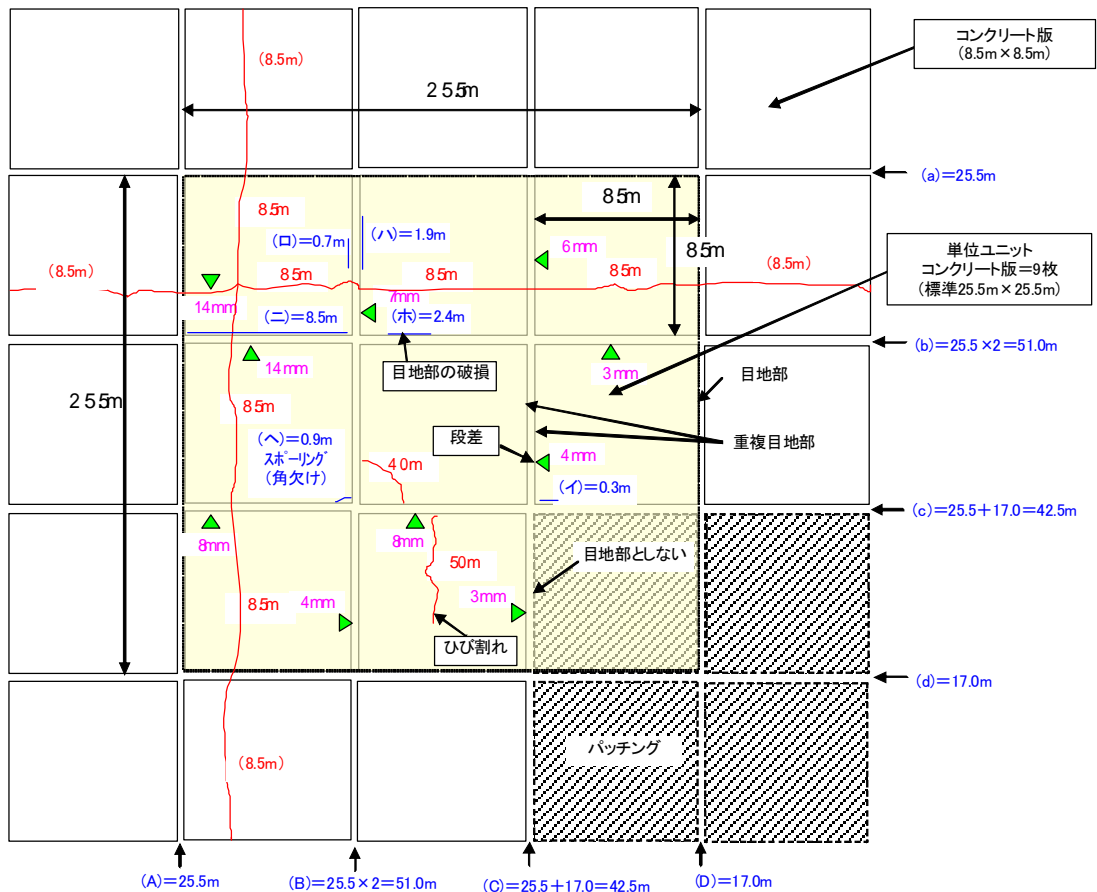 コンクリート版
(8.5m×8.5m)
(8.5m)
25.5m
(a)=25.5m
8.5m
8.5m
(ロ)=0.7m
(ハ)=1.9m
6mm
8.5m
単位ユニット
コンクリート版=9枚
(標準25.5m×25.5m)
(8.5m)
8.5m
8.5m
8.5m
(8.5m)
14mm
7mm
(ニ)=8.5m
(ホ)=2.4m
(b)=25.5×2=51.0m
14mm
目地部の破損
3mm
目地部
25.5m
8.5m
重複目地部
段差
(ヘ)=0.9m
スポーリング
(角欠け)
4.0m
4mm
(イ)=0.3m
(c)=25.5+17.0=42.5m
8mm
8mm
目地部としない
5.0m
8.5m
4mm
3mm
ひび割れ
(d)=17.0m
パッチング
(8.5m)
(A)=25.5m
(B)=25.5×2=51.0m
(C)=25.5+17.0=42.5m
(D)=17.0m